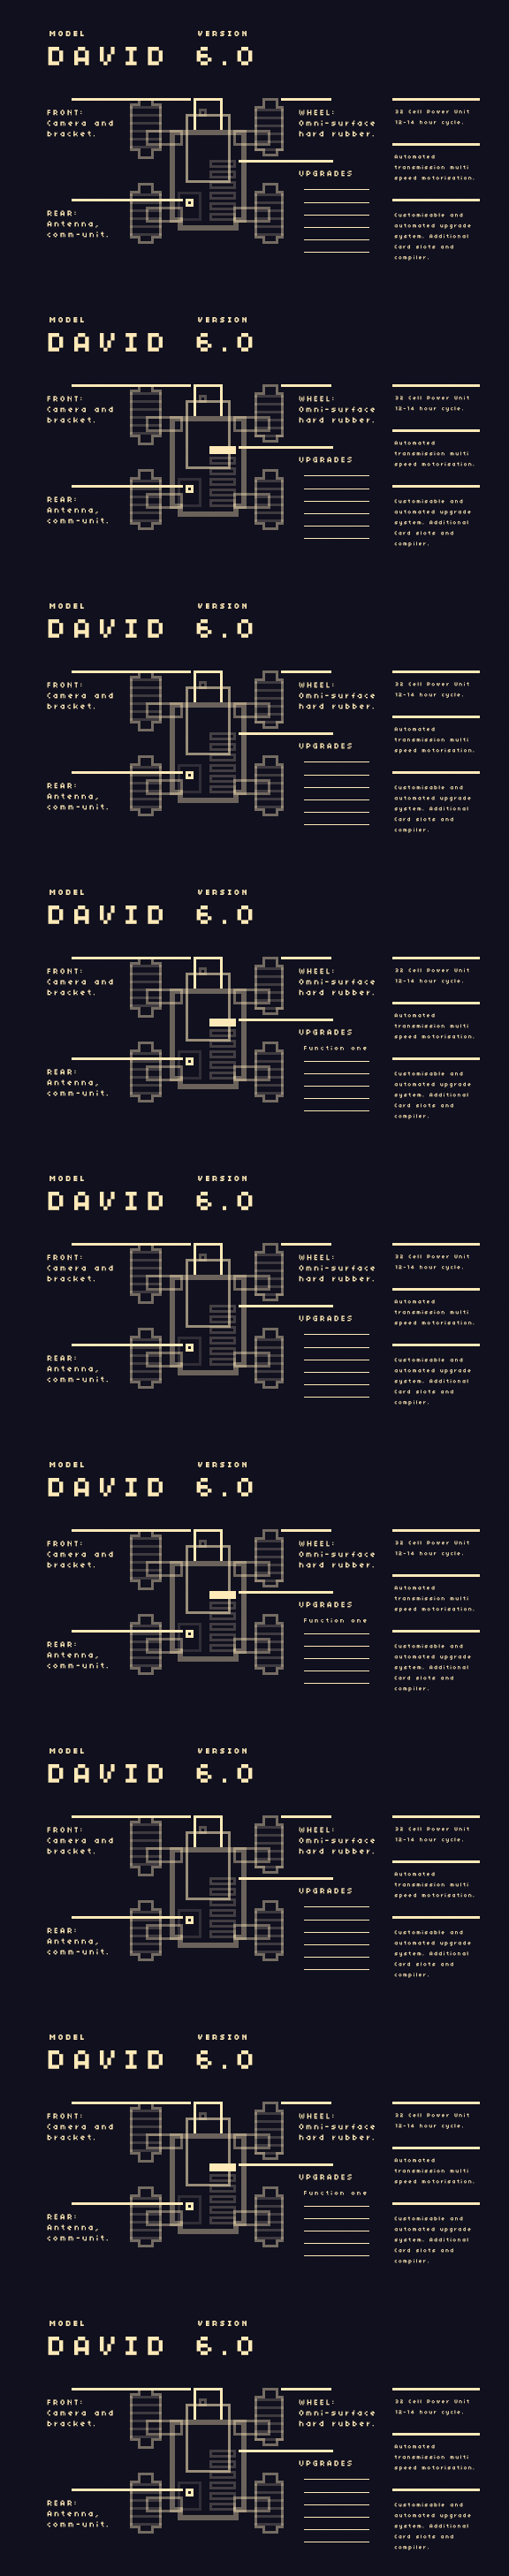 MODEL VERSION
DAVID 6.0
FRONT:
Camera and
bracket.
REAR:
Antenna,
comm-unit.
WHEEL:
Omni-surface
hard rubber.
UPGRADES
32 Cell Power Unit
12-14 hour cycle.
Automated
transmission multi
speed motorisation.
Customisable and
automated upgrade
system. Additional
Card slots and
compiler.
MODEL VERSION
DAVID 6.0
FRONT:
Camera and
bracket.
REAR:
Antenna,
comm-unit.
WHEEL:
Omni-surface
hard rubber.
UPGRADES
32 Cell Power Unit
12-14 hour cycle.
Automated
transmission multi
speed motorisation.
Customisable and
automated upgrade
system. Additional
Card slots and
compiler.
MODEL VERSION
DAVID 6.0
FRONT:
Camera and
bracket.
REAR:
Antenna,
comm-unit.
WHEEL:
Omni-surface
hard rubber.
UPGRADES
32 Cell Power Unit
12-14 hour cycle.
Automated
transmission multi
speed motorisation.
Customisable and
automated upgrade
system. Additional
Card slots and
compiler.
MODEL VERSION
DAVID 6.0
FRONT:
Camera and
bracket.
REAR:
Antenna,
comm-unit.
WHEEL:
Omni-surface
hard rubber.
UPGRADES
Function one
32 Cell Power Unit
12-14 hour cycle.
Automated
transmission multi
speed motorisation.
Customisable and
automated upgrade
system. Additional
Card slots and
compiler.
MODEL VERSION
DAVID 6.0
FRONT:
Camera and
bracket.
REAR:
Antenna,
comm-unit.
WHEEL:
Omni-surface
hard rubber.
UPGRADES
32 Cell Power Unit
12-14 hour cycle.
Automated
transmission multi
speed motorisation.
Customisable and
automated upgrade
system. Additional
Card slots and
compiler.
MODEL VERSION
DAVID 6.0
FRONT:
Camera and
bracket.
REAR:
Antenna,
comm-unit.
WHEEL:
Omni-surface
hard rubber.
UPGRADES
Function one
32 Cell Power Unit
12-14 hour cycle.
Automated
transmission multi
speed motorisation.
Customisable and
automated upgrade
system. Additional
Card slots and
compiler.
MODEL VERSION
DAVID 6.0
FRONT:
Camera and
bracket.
REAR:
Antenna,
comm-unit.
WHEEL:
Omni-surface
hard rubber.
UPGRADES
32 Cell Power Unit
12-14 hour cycle.
Automated
transmission multi
speed motorisation.
Customisable and
automated upgrade
system. Additional
Card slots and
compiler.
MODEL VERSION
DAVID 6.0
FRONT:
Camera and
bracket.
REAR:
Antenna,
comm-unit.
WHEEL:
Omni-surface
hard rubber.
UPGRADES
Function one
32 Cell Power Unit
12-14 hour cycle.
Automated
transmission multi
speed motorisation.
Customisable and
automated upgrade
system. Additional
Card slots and
compiler.
MODEL VERSION
DAVID 6.0
FRONT:
Camera and
bracket.
REAR:
Antenna,
comm-unit.
WHEEL:
Omni-surface
hard rubber.
UPGRADES
32 Cell Power Unit
12-14 hour cycle.
Automated
transmission multi
speed motorisation.
Customisable and
automated upgrade
system. Additional
Card slots and
compiler.